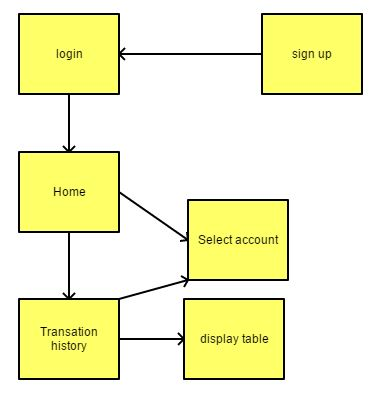 login
sign up
Home
Select account
Transation
history
display table